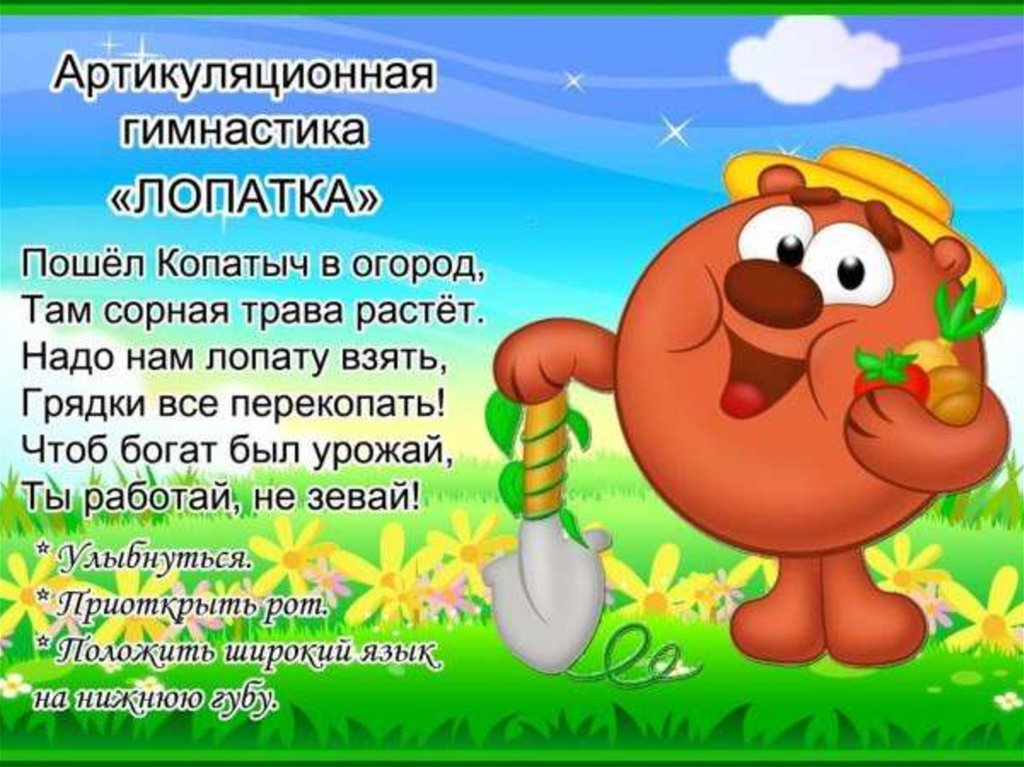 Артикуляционная
гимнастика
«ЛОПАТКА»
Пошёл Копатыч в огород,
Там сорная трава растёт.
Надо нам лопату взять,
Грядки все перекопать!
Чтоб богат был урожай,
Ты работай, не зевай!
* Улыбнуться.
* Приоткрыть рот.
* Положить широкий язык
на нижнюю губу.